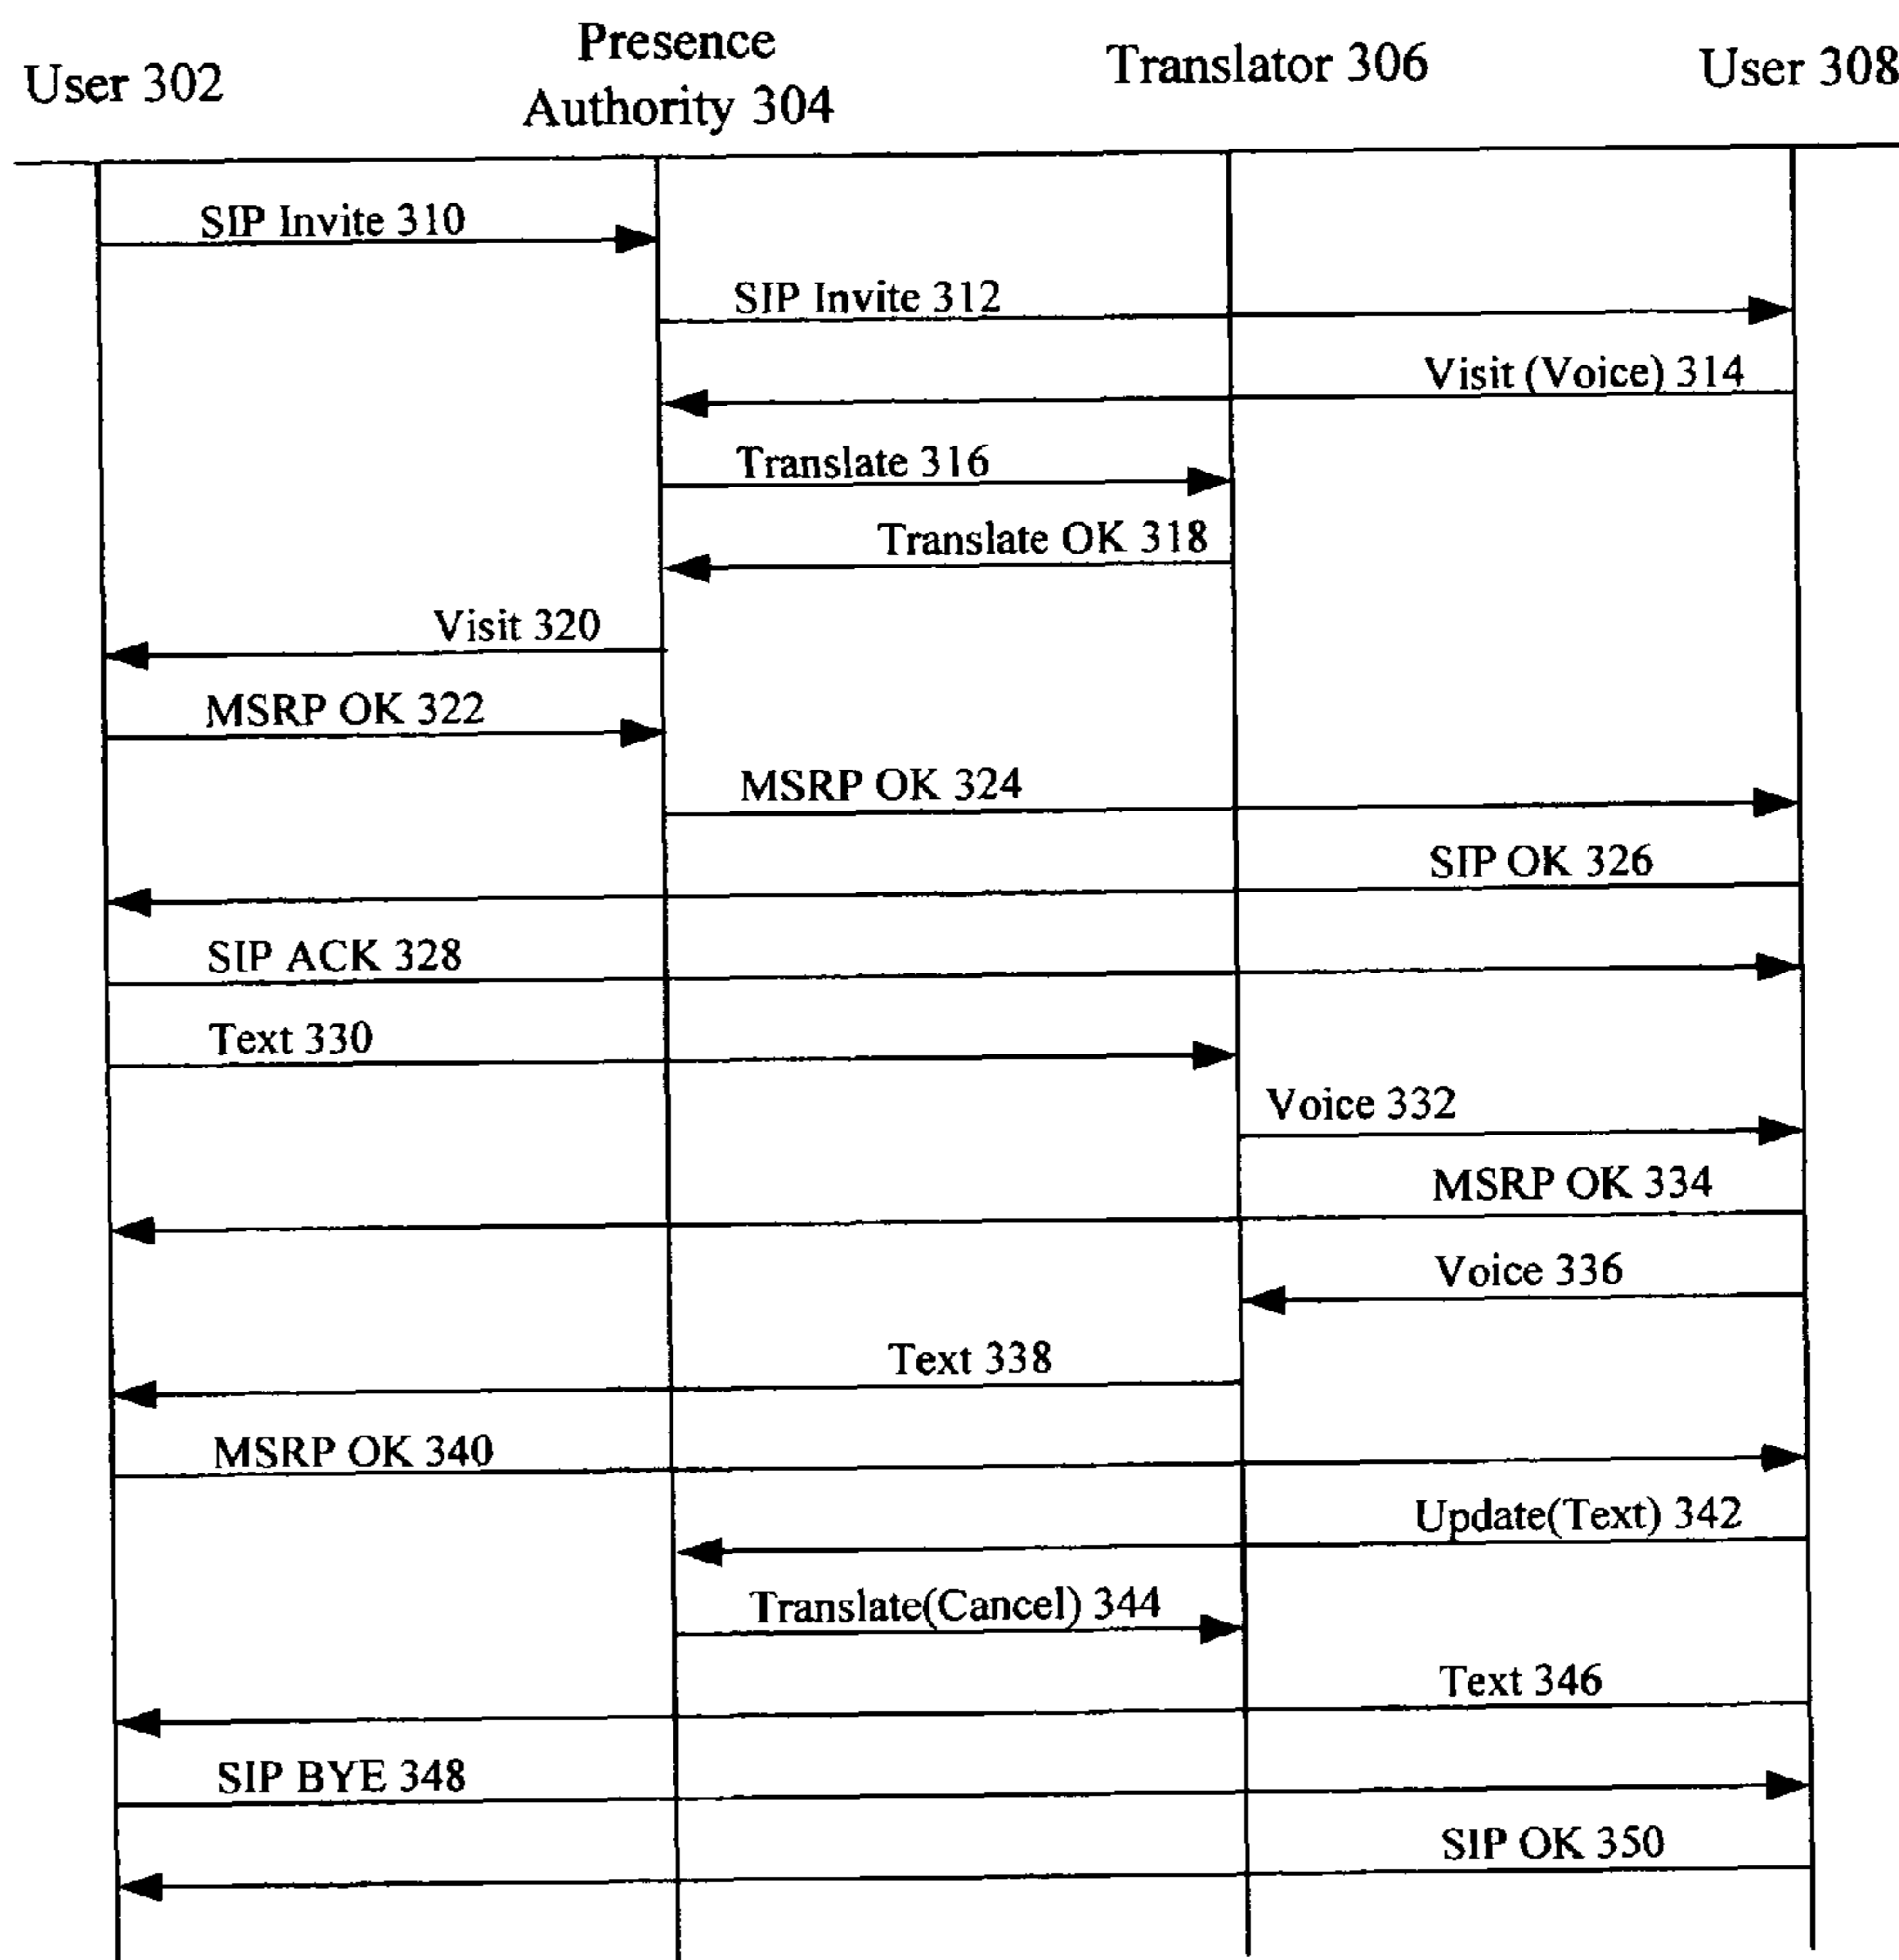 User 302
Presence
Authority 304
Translator 306
User 308
SIP Invite 310
SIP Invite 312
Visit (Voice) 314
Translate 316
Translate OK 318
Visit 320
MSRP OK 322
MSRP OK 324
SIP OK 326
SIP ACK 328
Text 330
Voice 332
MSRP OK 334
Voice 336
Text 338
MSRP OK 340
Update(Text) 342
Translate(Cancel) 344
Text 346
SIP BYE 348
SIP OK 350